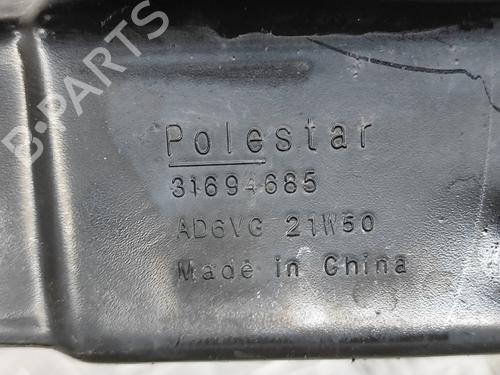 B-PARTS
Polestar
31694685
AD6VG 21W50
Made in China